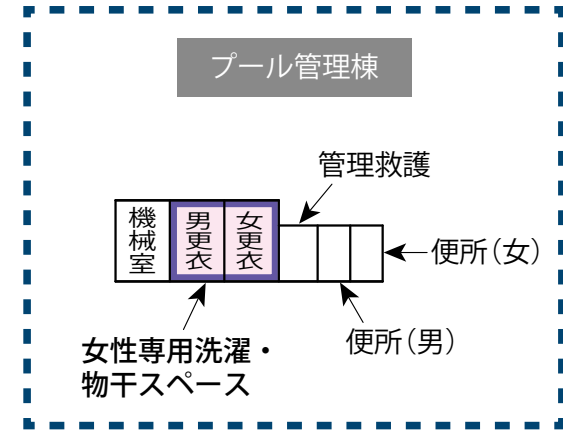 プール管理棟
管理救護
機械室
男更衣
女更衣
便所(女)
便所(男)
女性専用洗濯・
物干スペース